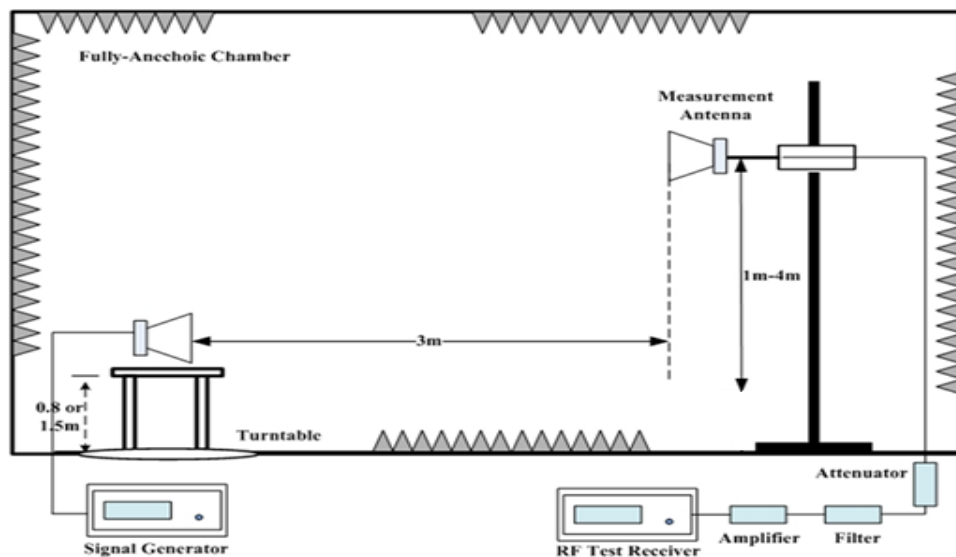 Fully-Anechoic Chamber
Measurement
Antenna
1m-4m
3m
0.8 or
1.5m
Turntable
Attenuator
Signal Generator
RF Test Receiver
Amplifier
Filter